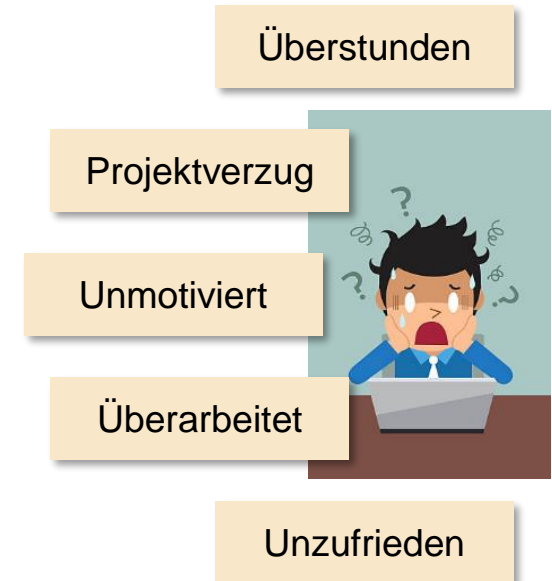 Überstunden
Projektverzug
Unmotiviert
Überarbeitet
Unzufrieden